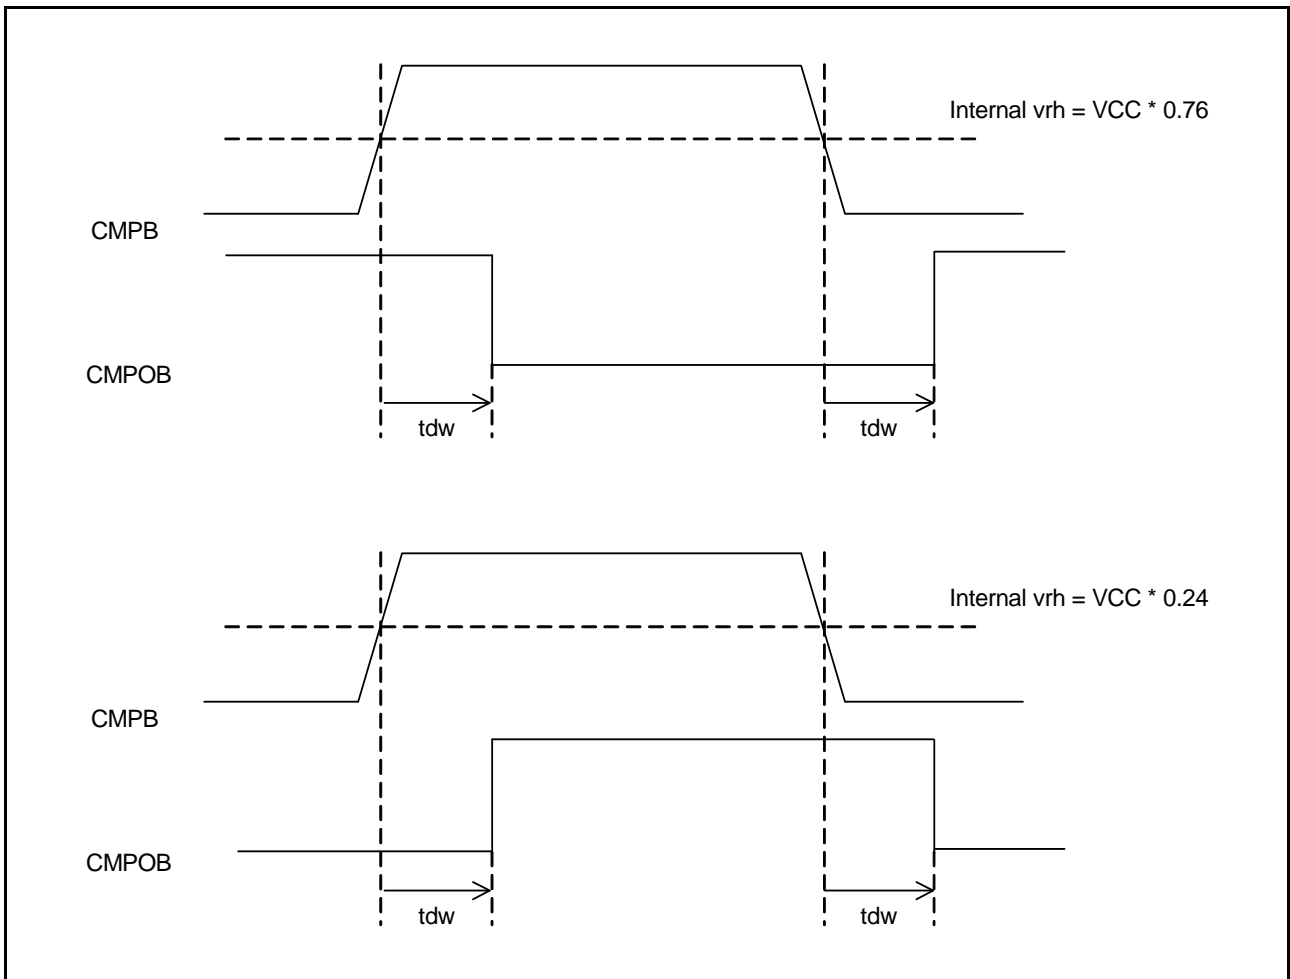 Internal vrh = VCC * 0.76
CMPB
CMPOB
tdw
tdw
Internal vrh = VCC * 0.24
CMPB
CMPOB
tdw
tdw